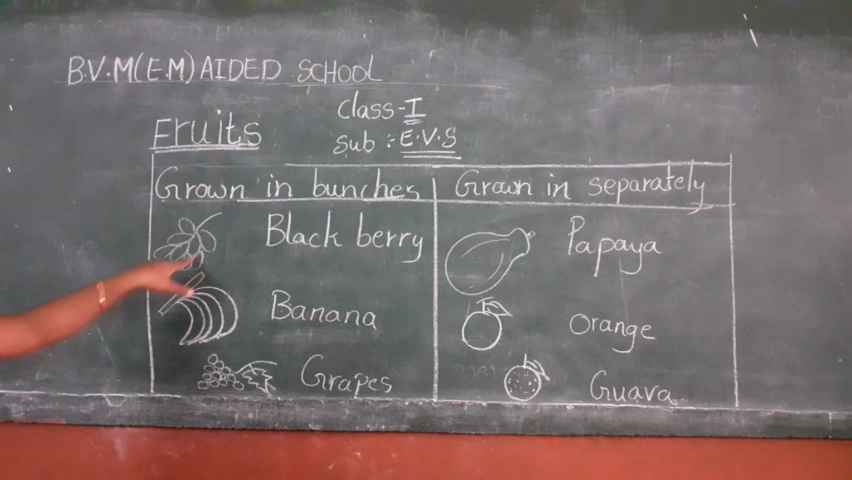 B.V.M(E.M) AIDED SCHOOL
Class-I
Fruits
Sub : E.V.S
Grown in bunches
Grown in separately
Black berry
Papaya
Banana
Orange
Grapes
Guava